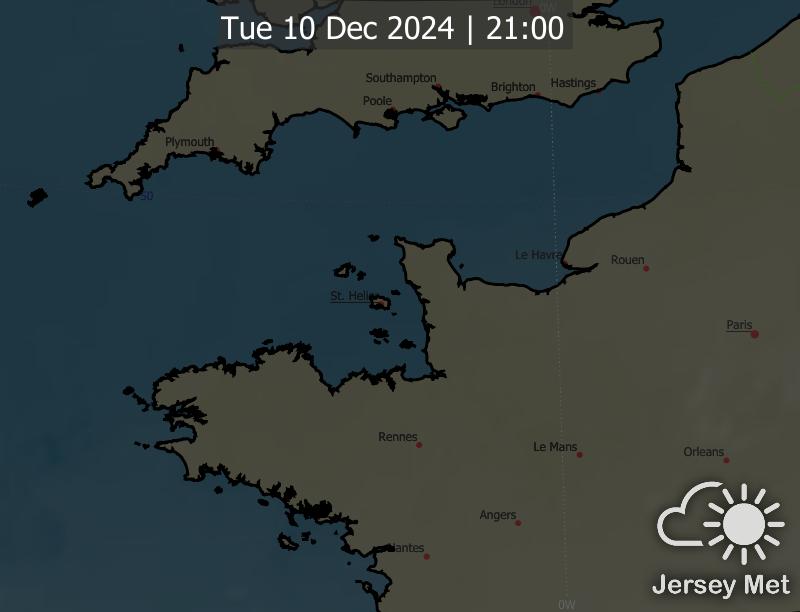 London
0W
Tue 10 Dec 2024 | 21:00
Southampton
Brighton
Hastings
Poole
Plymouth
50
Le Havre
Rouen
St. Helier
Paris
Rennes
Le Mans
Orleans
Angers
Nantes
Jersey Met
0W